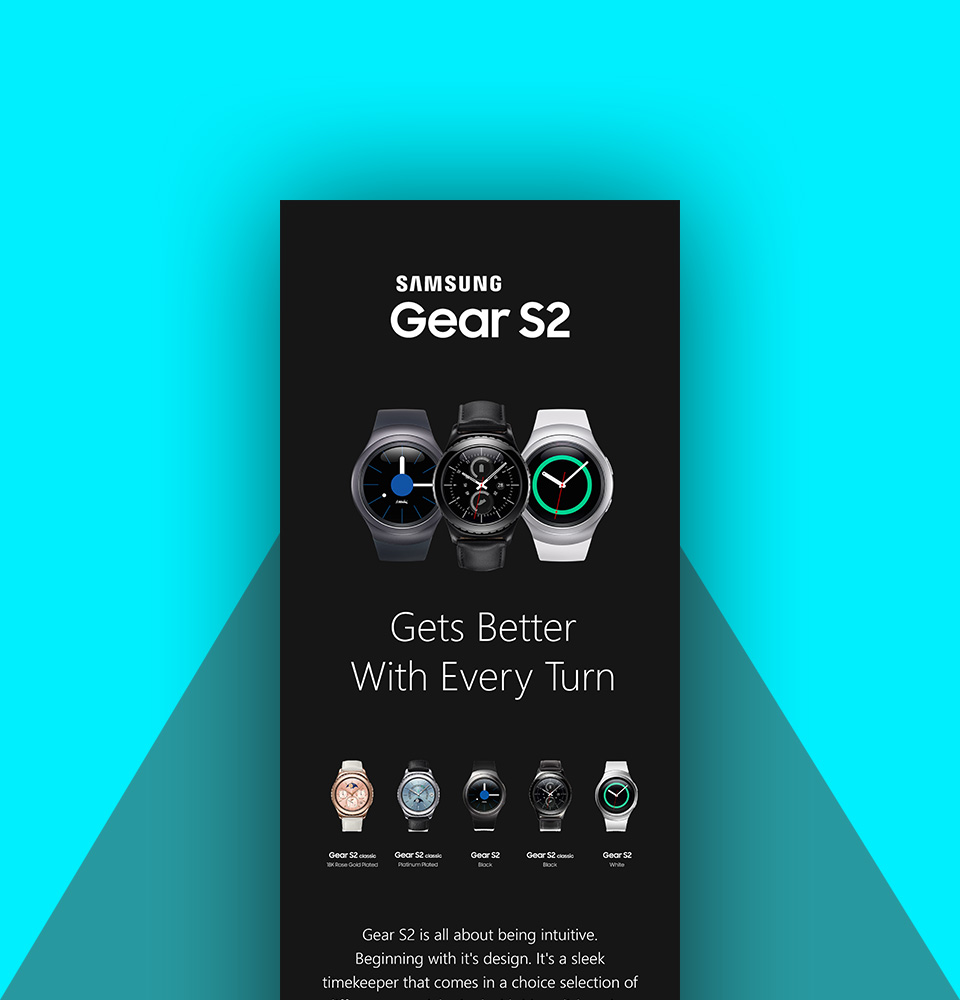 SAMSUNG
Gear S2
Gets Better
With Every Turn
Gear S2 classic
18K Rose Gold Plated
Gear S2 classic
Platinum Plated
Gear S2
Black
Gear S2 classic
Black
Gear S2
White
Gear S2 is all about being intuitive.
Beginning with it's design. It's a sleek
timekeeper that comes in a choice selection of